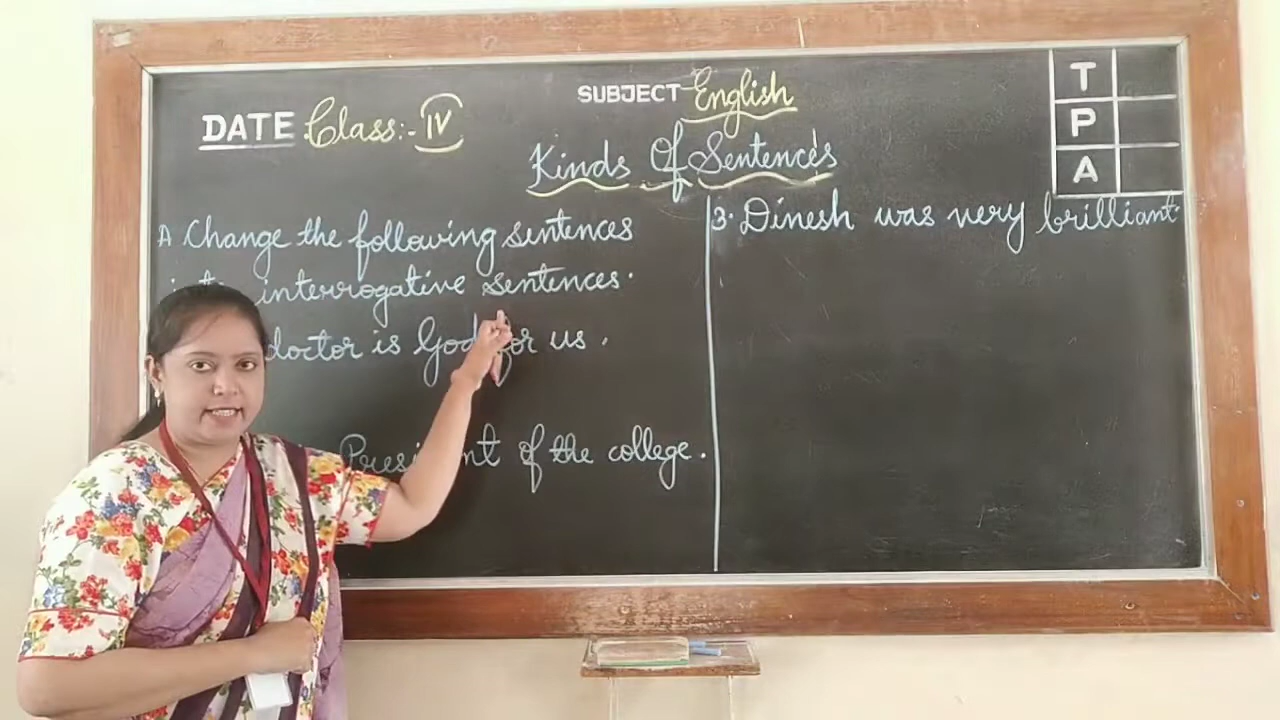 SUBJECT English
DATE Class:- IV
T
P
A
Kinds Of Sentences
A Change the following sentences
interrogative sentences.
doctor is God for us.
of the college.
3. Dinesh was very brilliant.